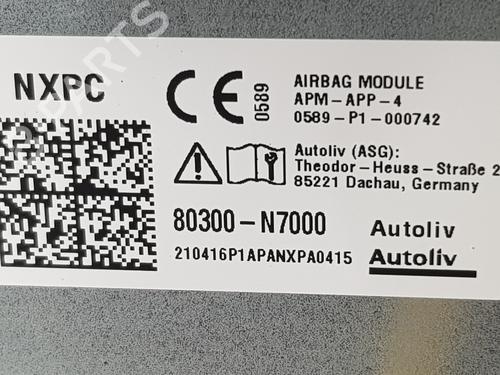 NXPC
CE
0589
AIRBAG MODULE
APM-APP-4
0589-P1-000742
Autoliv (ASG):
Theodor-Heuss-Straße 2
85221 Dachau, Germany
80300-N7000
Autoliv
210416P1APANXPA0415
Autoliv
PARTS